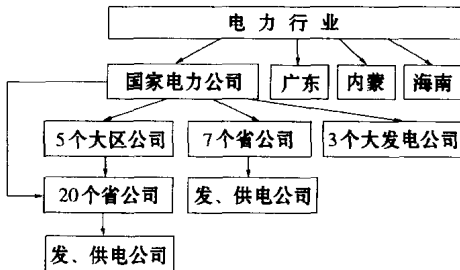 电力行业
国家电力公司 广东 内蒙 海南
5个大区公司 7个省公司 3个大发电公司
20个省公司 发、供电公司
发、供电公司